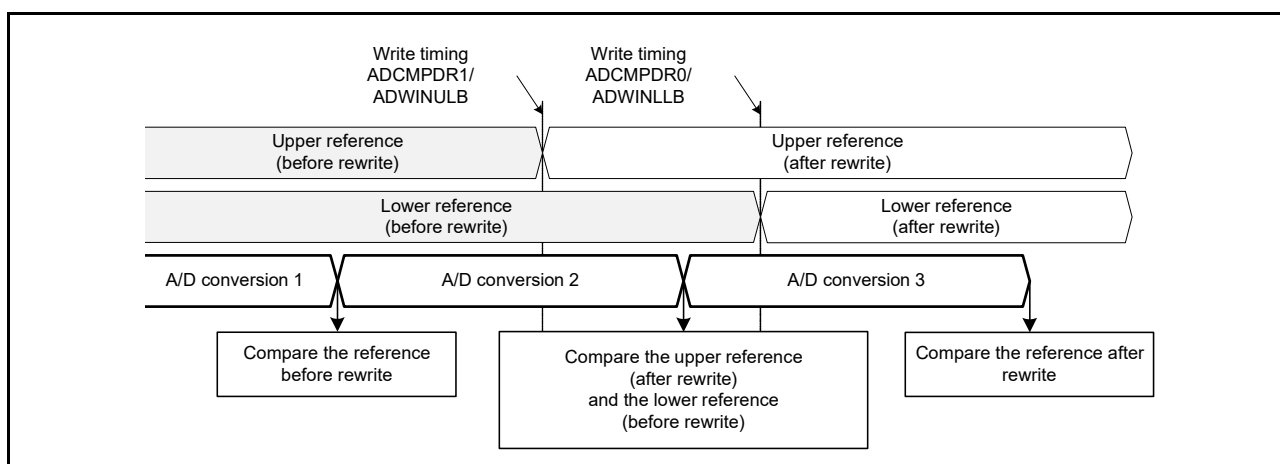 Write timing
ADCMPDR1/
ADWINULB
Write timing
ADCMPDR0/
ADWINLLB
Upper reference
(before rewrite)
Upper reference
(after rewrite)
Lower reference
(before rewrite)
Lower reference
(after rewrite)
A/D conversion 1
A/D conversion 2
A/D conversion 3
Compare the reference
before rewrite
Compare the upper reference
(after rewrite)
and the lower reference
(before rewrite)
Compare the reference after
rewrite